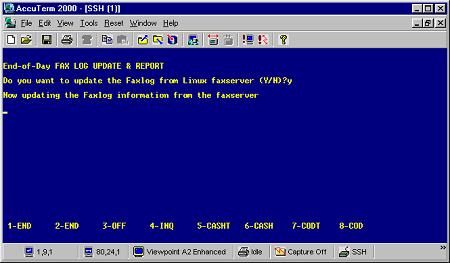 AccuTerm 2000 - [SSH (1)]
File Edit View Tools Reset Window Help
End-of-Day FAX LOG UPDATE & REPORT
Do you want to update the Faxlog from Linux faxserver (Y/N)?y
Now updating the Faxlog information from the faxserver
1-END 2-END 3-OFF 4-INQ 5-CASHT 6-CASH 7-CODT 8-COD
1,9,1 80,24,1 Viewpoint A2 Enhanced Idle Capture Off SSH